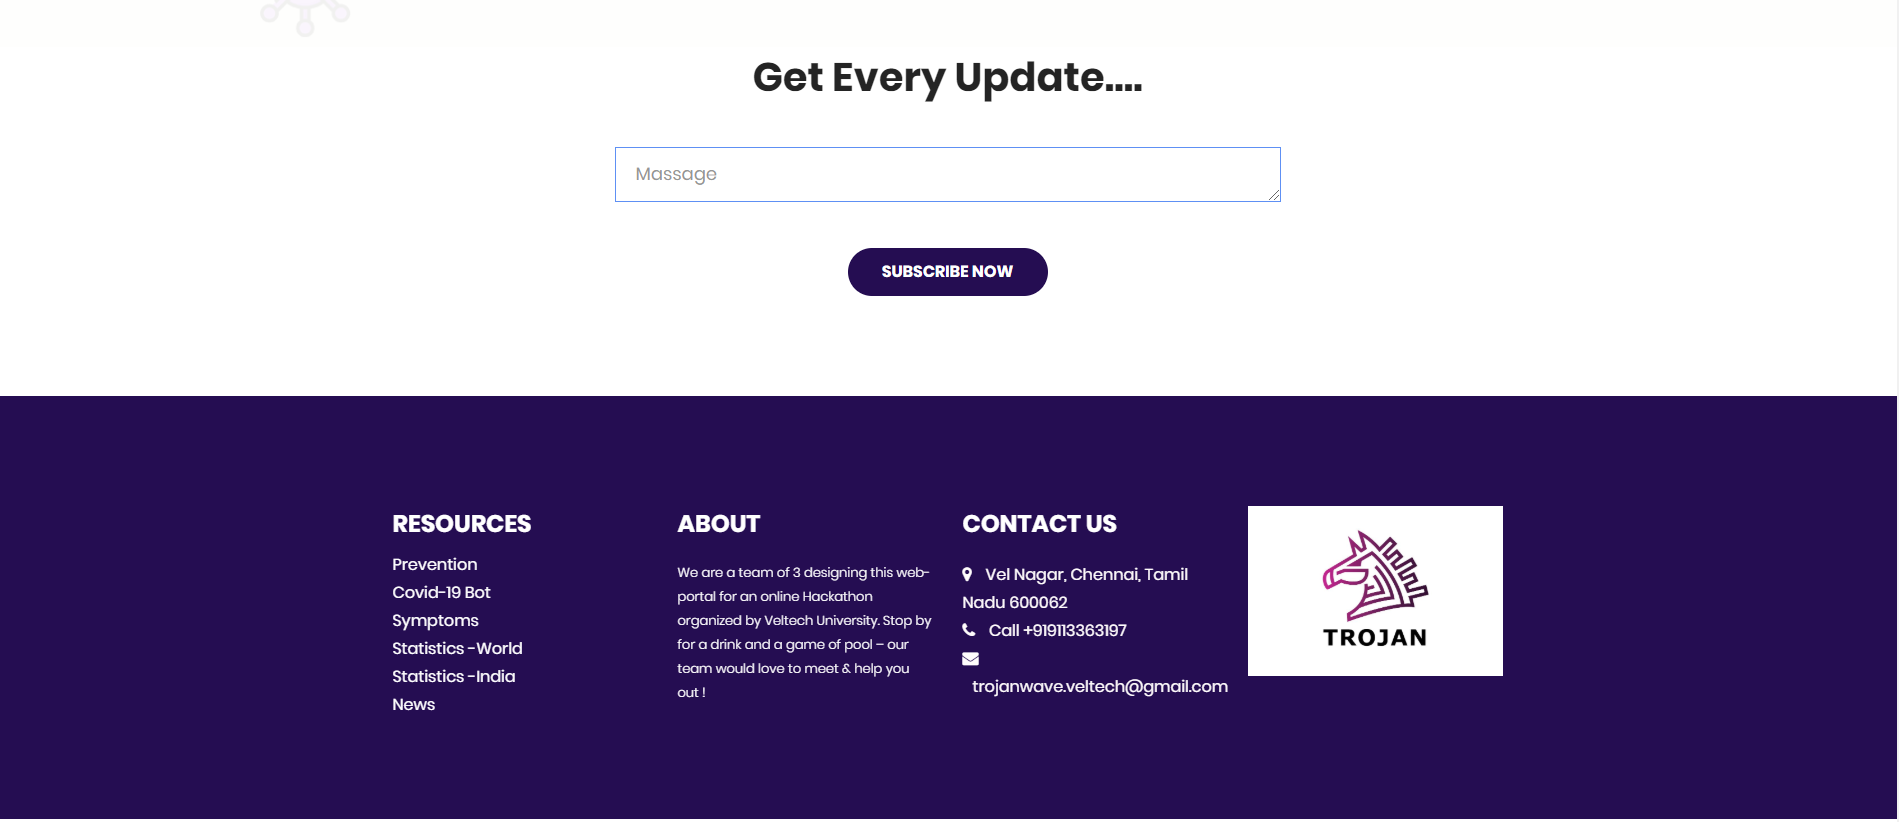 Get Every Update....
Massage
SUBSCRIBE NOW
RESOURCES
Prevention
Covid-19 Bot
Symptoms
Statistics -World
Statistics -India
News
ABOUT
We are a team of 3 designing this web-
portal for an online Hackathon
organized by Veltech University. Stop by
for a drink and a game of pool – our
team would love to meet & help you
out !
CONTACT US
Vel Nagar, Chennai, Tamil
Nadu 600062
Call +919113363197
trojanwave.veltech@gmail.com
TROJAN